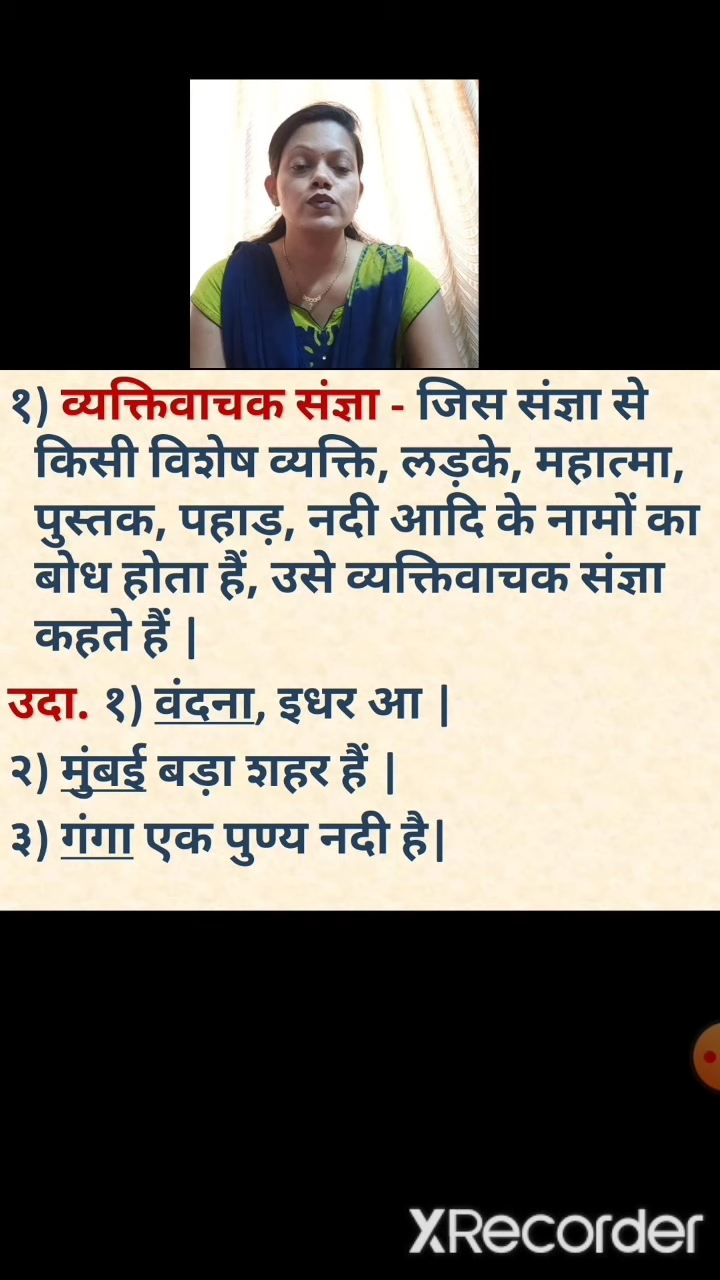 १) व्यक्तिवाचक संज्ञा - जिस संज्ञा से
किसी विशेष व्यक्ति, लड़के, महात्मा,
पुस्तक, पहाड़, नदी आदि के नामों का
बोध होता हैं, उसे व्यक्तिवाचक संज्ञा
कहते हैं |
उदा. १) वंदना, इधर आ |
२) मुंबई बड़ा शहर हैं |
३) गंगा एक पुण्य नदी है|
XRecorder